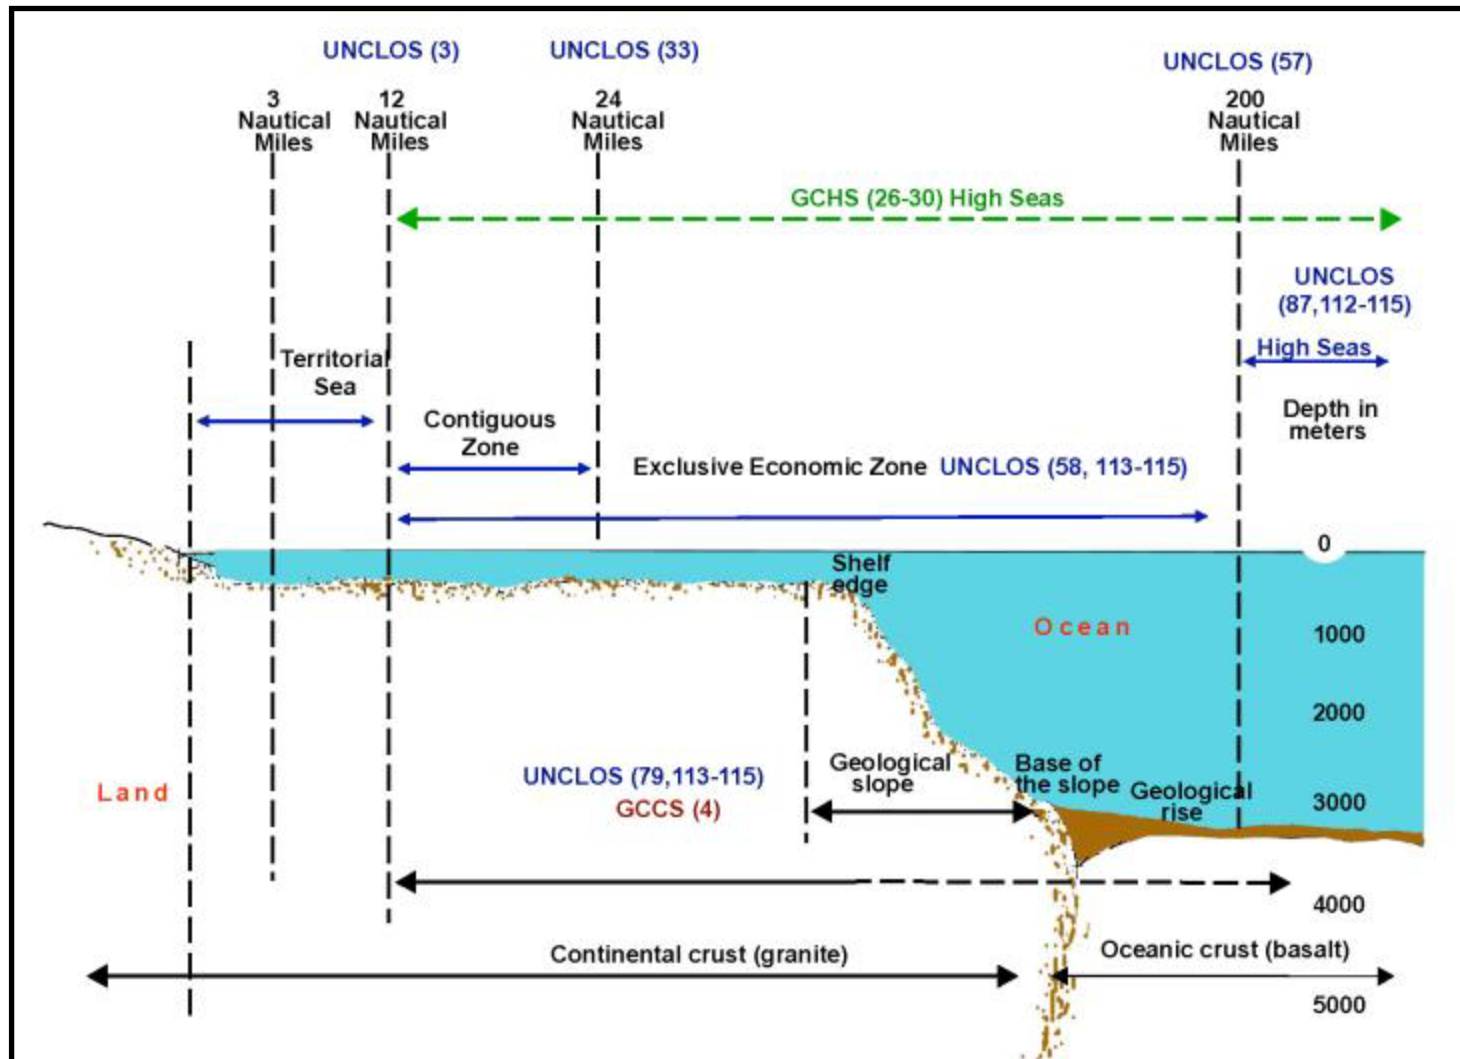 UNCLOS (3)
UNCLOS (33)
UNCLOS (57)
3
Nautical
Miles
12
Nautical
Miles
24
Nautical
Miles
200
Nautical
Miles
GCHS (26-30) High Seas
UNCLOS
(87,112-115)
High Seas
Territorial
Sea
Contiguous
Zone
Depth in
meters
Exclusive Economic Zone UNCLOS (58, 113-115)
0
Shelf
edge
Ocean
1000
2000
Land
UNCLOS (79,113-115)
GCCS (4)
Geological
slope
Base of
the slope
Geological
rise
3000
4000
Continental crust (granite)
Oceanic crust (basalt)
5000